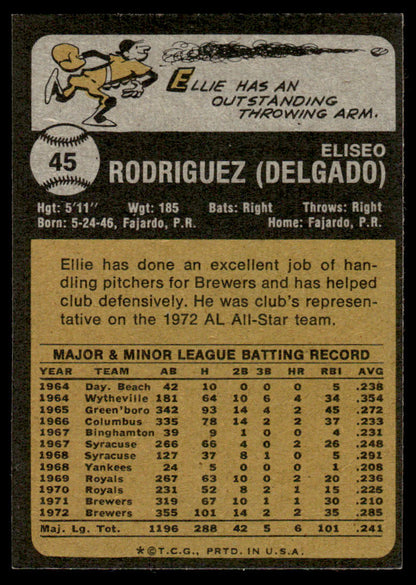 ELLIE HAS AN
OUTSTANDING
THROWING ARM.
45
ELISEO
RODRIGUEZ (DELGADO)
Hgt: 5'11" Wgt: 185 Bats: Right Throws: Right
Born: 5-24-46, Fajardo, P.R. Home: Fajardo, P.R.
Ellie has done an excellent job of han-
dling pitchers for Brewers and has helped
club defensively. He was club's represen-
tative on the 1972 AL All-Star team.
MAJOR & MINOR LEAGUE BATTING RECORD
YEAR TEAM AB H 2B 3B HR RBI AVG
1964 Day. Beach 42 10 0 0 0 5 .238
1964 Wytheville 181 64 10 6 4 34 .354
1965 Green'boro 342 93 14 4 2 45 .272
1966 Columbus 335 78 14 2 2 37 .233
1967 Binghamton 39 9 1 0 0 4 .231
1967 Syracuse 266 66 4 0 2 26 .248
1968 Syracuse 127 37 8 1 0 5 .291
1968 Yankees 24 5 0 0 0 1 .208
1969 Royals 267 63 10 0 2 20 .236
1970 Royals 231 52 8 2 1 15 .225
1971 Brewers 319 67 10 1 1 30 .210
1972 Brewers 355 101 14 2 2 35 .285
Maj. Lg. Tot. 1196 288 42 5 6 101 .241
*©T.C.G., PRTD. IN U.S.A.